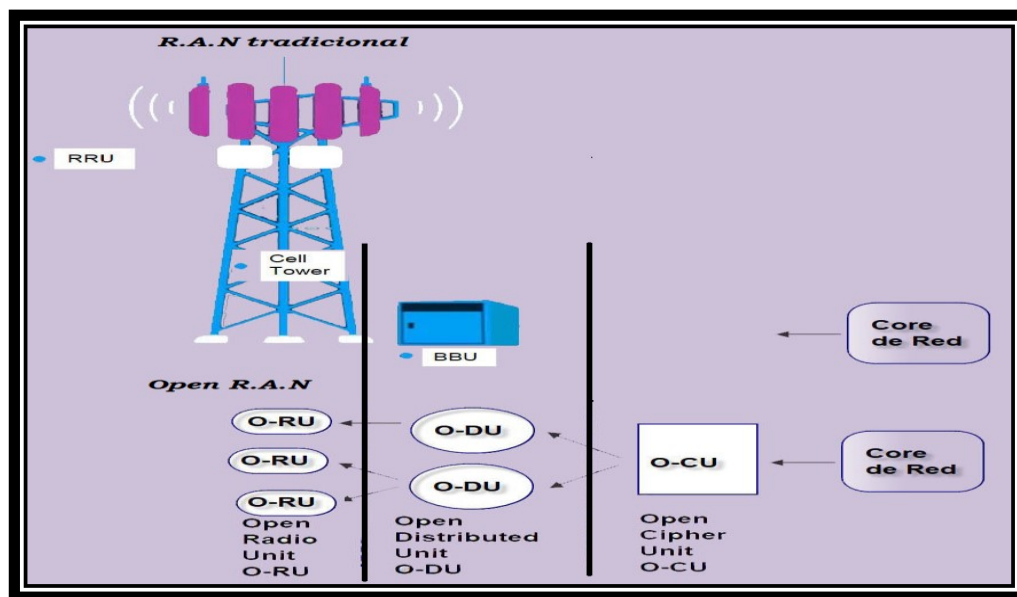 R.A.N tradicional
RRU
Cell
Tower
BBU
Core
de Red
Open R.A.N
O-RU
O-RU
O-RU
O-DU
O-DU
O-CU
Core
de Red
Open
Radio
Unit
O-RU
Open
Distributed
Unit
O-DU
Open
Cipher
Unit
O-CU